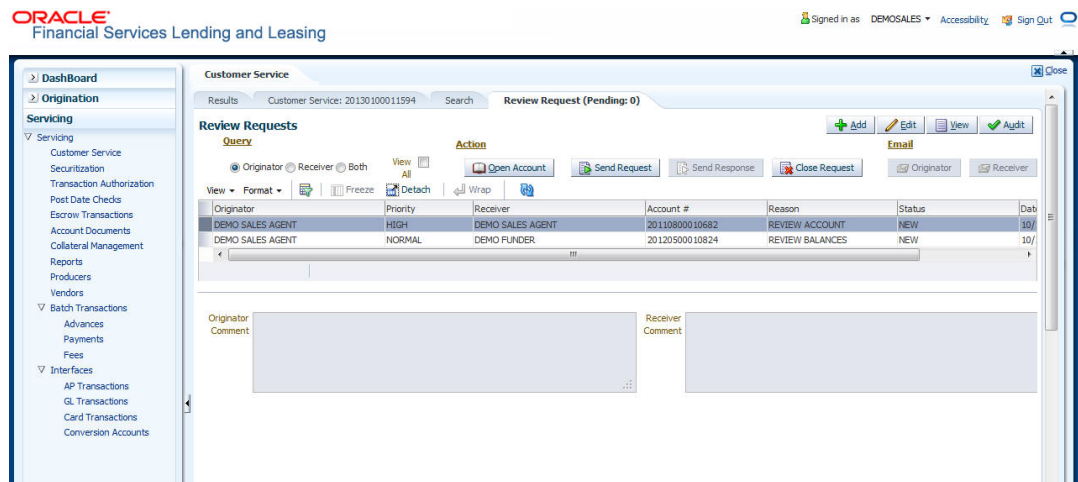 ORACLE
Financial Services Lending and Leasing
Signed in as DEMOSALES Accessibility Sign Out
Close
DashBoard
Origination
Servicing
Servicing
Customer Service
Securitization
Transaction Authorization
Post Date Checks
Escrow Transactions
Account Documents
Collateral Management
Reports
Producers
Vendors
Batch Transactions
Advances
Payments
Fees
Interfaces
AP Transactions
GL Transactions
Card Transactions
Conversion Accounts
Customer Service
Results Customer Service: 20130100011594 Search Review Request (Pending: 0)
Review Requests Add Edit View Audit
Query Action Email
Originator Receiver Both View All Open Account Send Request Send Response Close Request Originator Receiver
View Format Freeze Detach Wrap
Originator Priority Receiver Account # Reason Status Date
DEMO SALES AGENT HIGH DEMO SALES AGENT 20110800010682 REVIEW ACCOUNT NEW 10/
DEMO SALES AGENT NORMAL DEMO FUNDER 20120500010824 REVIEW BALANCES NEW 10/
Originator Comment Receiver Comment